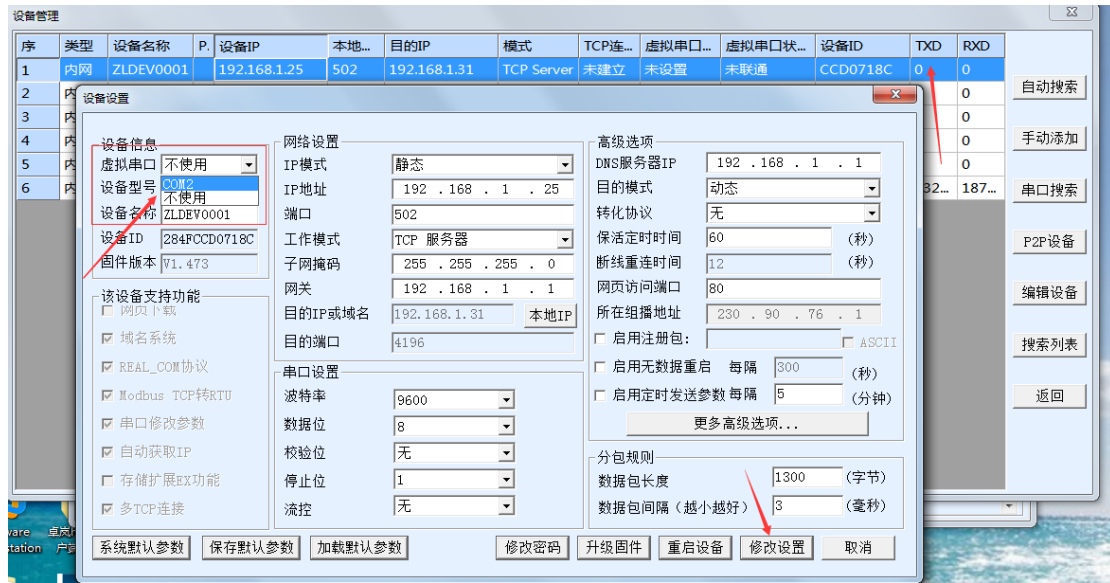 设备管理
序 类型 设备名称 P. 设备IP 本地... 目的IP 模式 TCP连... 虚拟串口... 虚拟串口状... 设备ID TXD RXD
1 内网 ZLDEV0001 192.168.1.25 502 192.168.1.31 TCP Server 未建立 未设置 未联通 CCD0718C 0 0
2 0
3 0
4 0
5 0
6 187...
自动搜索
手动添加
串口搜索
P2P设备
编辑设备
搜索列表
返回
设备设置
设备信息
虚拟串口 不使用
COM2
不使用
设备型号
设备名称 ZLDEV0001
设备ID 284FCCD0718C
固件版本 V1.473
该设备支持功能
网页下载
域名系统
REAL_COM协议
Modbus TCP转RTU
串口修改参数
自动获取IP
存储扩展EX功能
多TCP连接
网络设置
IP模式 静态
IP地址 192 .168 . 1 . 25
端口 502
工作模式 TCP 服务器
子网掩码 255 .255 .255 . 0
网关 192 .168 . 1 . 1
目的IP或域名 192.168.1.31 本地IP
目的端口 4196
串口设置
波特率 9600
数据位 8
校验位 无
停止位 1
流控 无
高级选项
DNS服务器IP 192 .168 . 1 . 1
目的模式 动态
转化协议 无
保活定时时间 60 (秒)
断线重连时间 12 (秒)
网页访问端口 80
所在组播地址 230 . 90 . 76 . 1
启用注册包: ASCII
启用无数据重启 每隔 300 (秒)
启用定时发送参数 每隔 5 (分钟)
更多高级选项...
分包规则
数据包长度 1300 (字节)
数据包间隔（越小越好） 3 (毫秒)
系统默认参数 保存默认参数 加载默认参数 修改密码 升级固件 重启设备 修改设置 取消